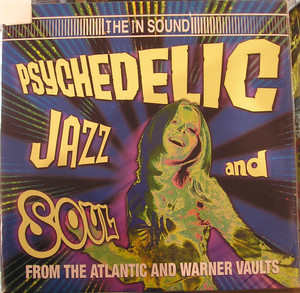 THE IN SOUND
PSYCHEDELIC
JAZZ
and
SOUL
FROM THE ATLANTIC AND WARNER VAULTS